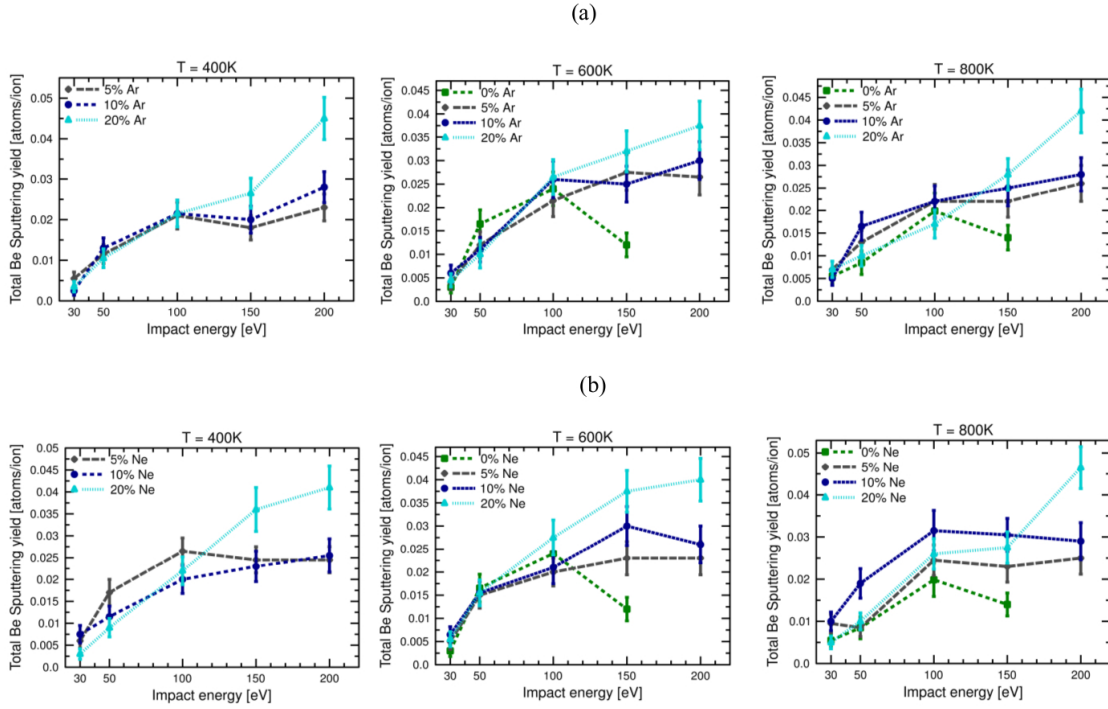 (a)
T = 400K
Total Be Sputtering yield [atoms/ion]
5% Ar
10% Ar
20% Ar
0.05
0.04
0.03
0.02
0.01
0.0
30 50 100 150 200
Impact energy [eV]
T = 600K
Total Be Sputtering yield [atoms/ion]
0% Ar
5% Ar
10% Ar
20% Ar
0.045
0.04
0.035
0.03
0.025
0.02
0.015
0.01
0.005
0.0
30 50 100 150 200
Impact energy [eV]
T = 800K
Total Be Sputtering yield [atoms/ion]
0% Ar
5% Ar
10% Ar
20% Ar
0.045
0.04
0.035
0.03
0.025
0.02
0.015
0.01
0.005
0.0
30 50 100 150 200
Impact energy [eV]
(b)
T = 400K
Total Be Sputtering yield [atoms/ion]
5% Ne
10% Ne
20% Ne
0.05
0.045
0.04
0.035
0.03
0.025
0.02
0.015
0.01
0.005
0.0
30 50 100 150 200
Impact energy [eV]
T = 600K
Total Be Sputtering yield [atoms/ion]
0% Ne
5% Ne
10% Ne
20% Ne
0.045
0.04
0.035
0.03
0.025
0.02
0.015
0.01
0.005
0.0
30 50 100 150 200
Impact energy [eV]
T = 800K
Total Be Sputtering yield [atoms/ion]
0% Ne
5% Ne
10% Ne
20% Ne
0.05
0.04
0.03
0.02
0.01
0.0
30 50 100 150 200
Impact energy [eV]